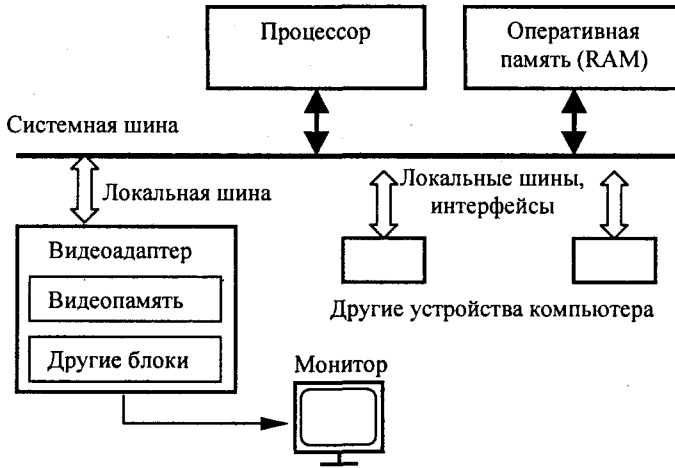 Процессор
Оперативная
память (RAM)
Системная шина
Локальная шина
Локальные шины,
интерфейсы
Видеоадаптер
Видеопамять
Другие блоки
Другие устройства компьютера
Монитор